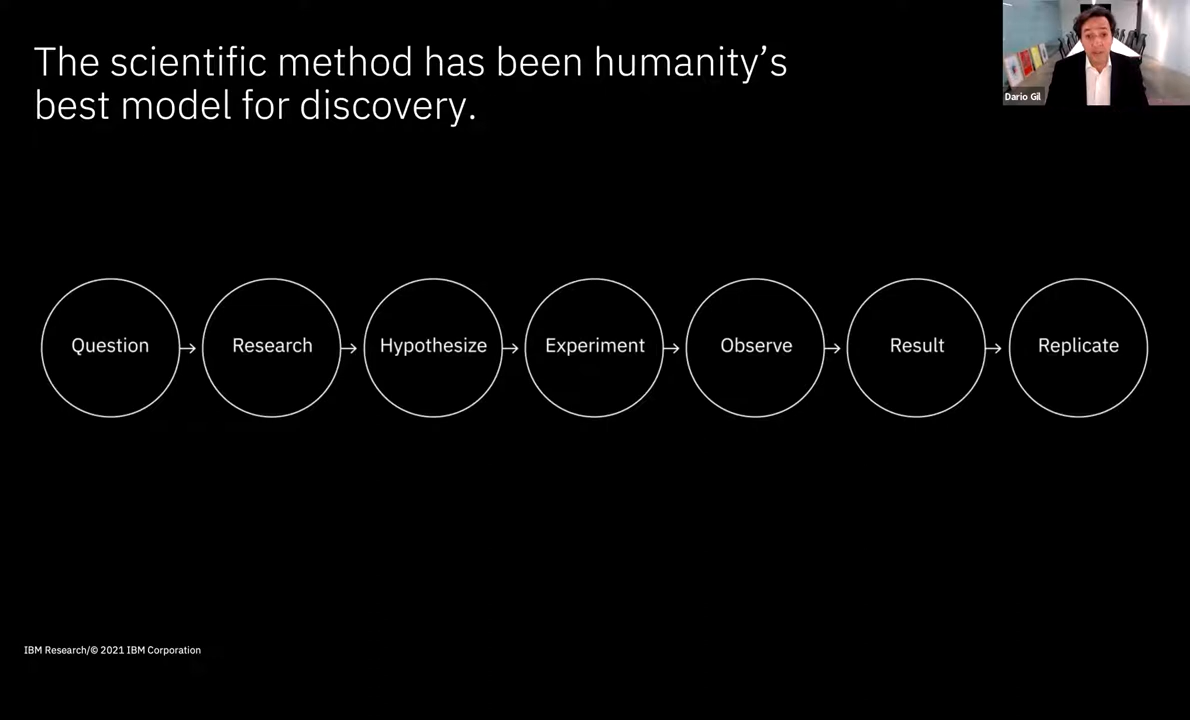 The scientific method has been humanity’s
best model for discovery.
Dario Gil
Question
Research
Hypothesize
Experiment
Observe
Result
Replicate
IBM Research/© 2021 IBM Corporation